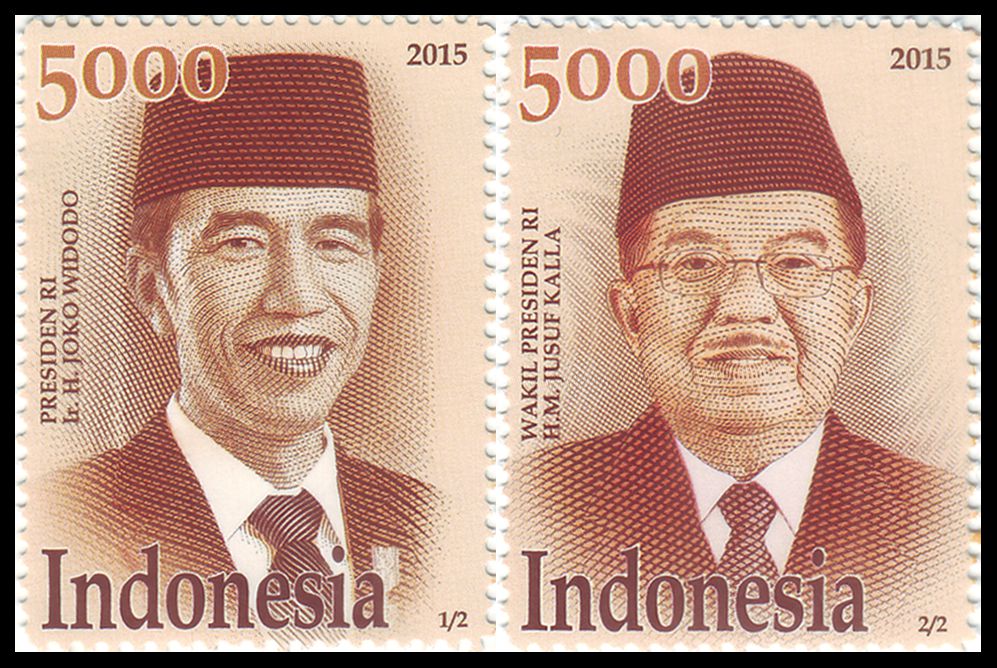 5000
2015
PRESIDEN RI
Ir. H. JOKO WIDODO
Indonesia
1/2
5000
2015
WAKIL PRESIDEN RI
H.M. JUSUF KALLA
Indonesia
2/2